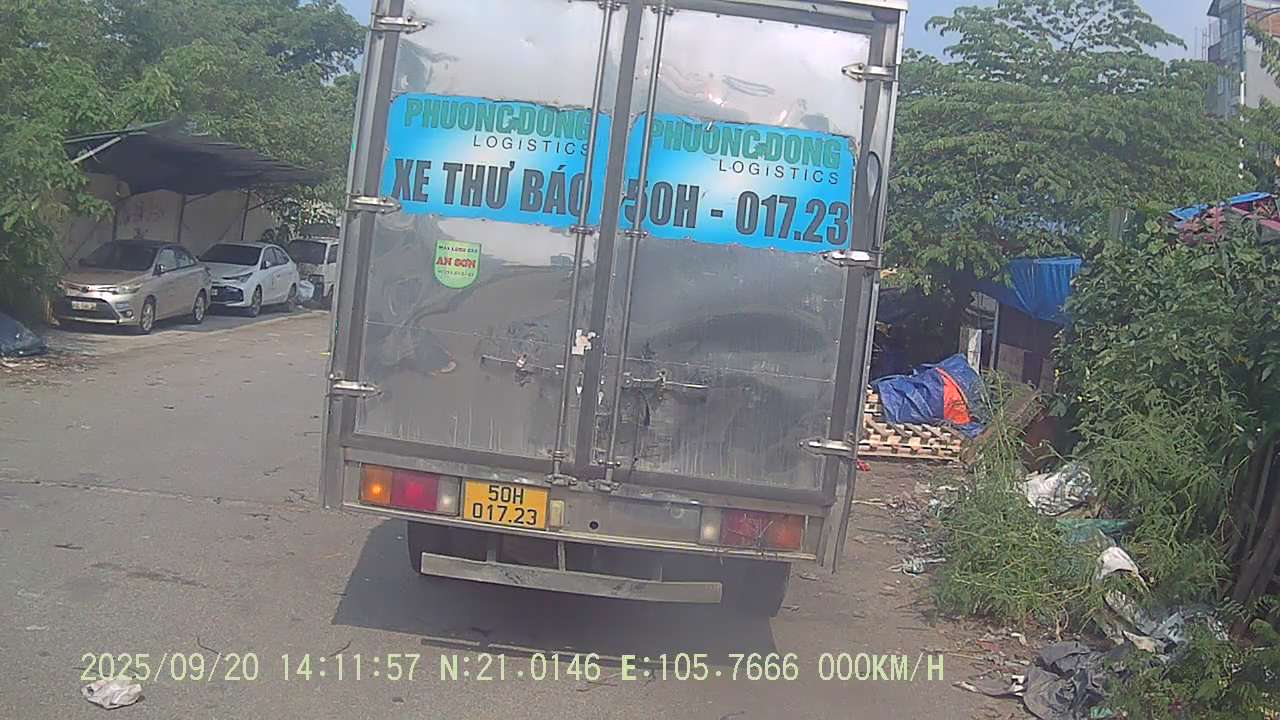 PHUONG DONG
LOGISTICS
XE THƯ BÁO
PHUONG DONG
LOGISTICS
50H - 017.23
AN SƠN
50H
017.23
2025/09/20 14:11:57 N:21.0146 E:105.7666 000KM/H